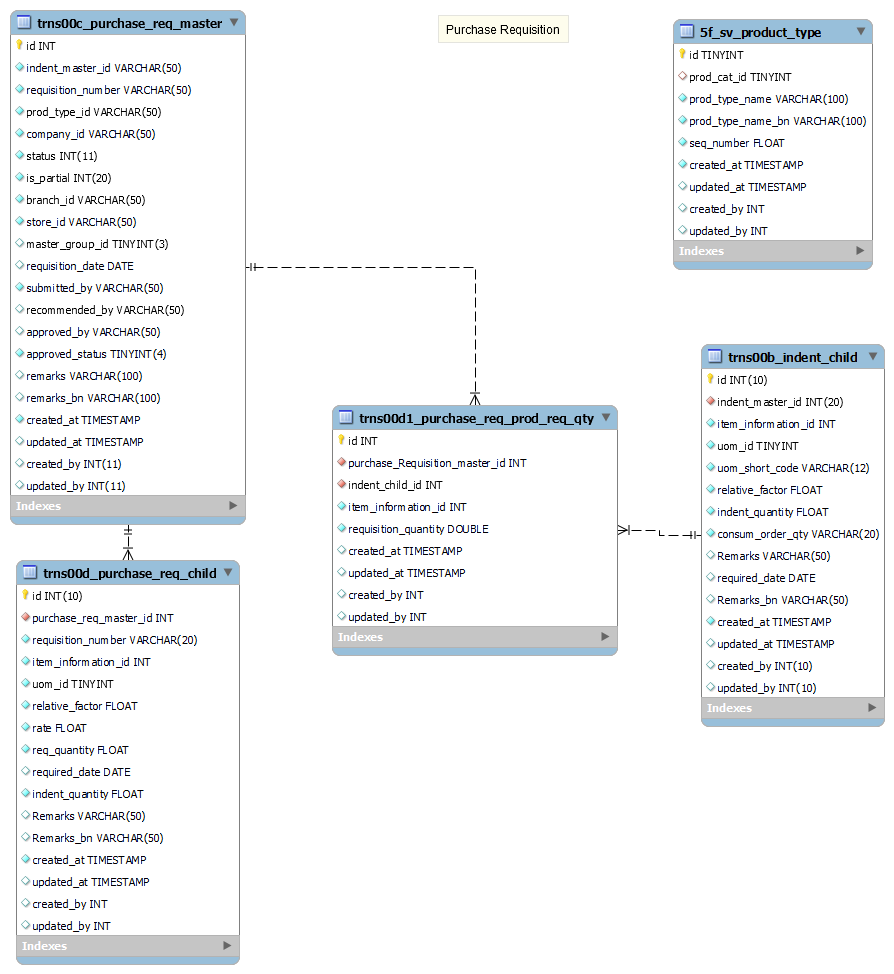 trns00c_purchase_req_master
id INT
indent_master_id VARCHAR(50)
requisition_number VARCHAR(50)
prod_type_id VARCHAR(50)
company_id VARCHAR(50)
status INT(11)
is_partial INT(20)
branch_id VARCHAR(50)
store_id VARCHAR(50)
master_group_id TINYINT(3)
requisition_date DATE
submitted_by VARCHAR(50)
recommended_by VARCHAR(50)
approved_by VARCHAR(50)
approved_status TINYINT(4)
remarks VARCHAR(100)
remarks_bn VARCHAR(100)
created_at TIMESTAMP
updated_at TIMESTAMP
created_by INT(11)
updated_by INT(11)
Indexes
Purchase Requisition
5f_sv_product_type
id TINYINT
prod_cat_id TINYINT
prod_type_name VARCHAR(100)
prod_type_name_bn VARCHAR(100)
seq_number FLOAT
created_at TIMESTAMP
updated_at TIMESTAMP
created_by INT
updated_by INT
Indexes
trns00d1_purchase_req_prod_req_qty
id INT
purchase_Requisition_master_id INT
indent_child_id INT
item_information_id INT
requisition_quantity DOUBLE
created_at TIMESTAMP
updated_at TIMESTAMP
created_by INT
updated_by INT
Indexes
trns00b_indent_child
id INT(10)
indent_master_id INT(20)
item_information_id INT
uom_id TINYINT
uom_short_code VARCHAR(12)
relative_factor FLOAT
indent_quantity FLOAT
consum_order_qty VARCHAR(20)
Remarks VARCHAR(50)
required_date DATE
Remarks_bn VARCHAR(50)
created_at TIMESTAMP
updated_at TIMESTAMP
created_by INT(10)
updated_by INT(10)
Indexes
trns00d_purchase_req_child
id INT(10)
purchase_req_master_id INT
requisition_number VARCHAR(20)
item_information_id INT
uom_id TINYINT
relative_factor FLOAT
rate FLOAT
req_quantity FLOAT
required_date DATE
indent_quantity FLOAT
Remarks VARCHAR(50)
Remarks_bn VARCHAR(50)
created_at TIMESTAMP
updated_at TIMESTAMP
created_by INT
updated_by INT
Indexes